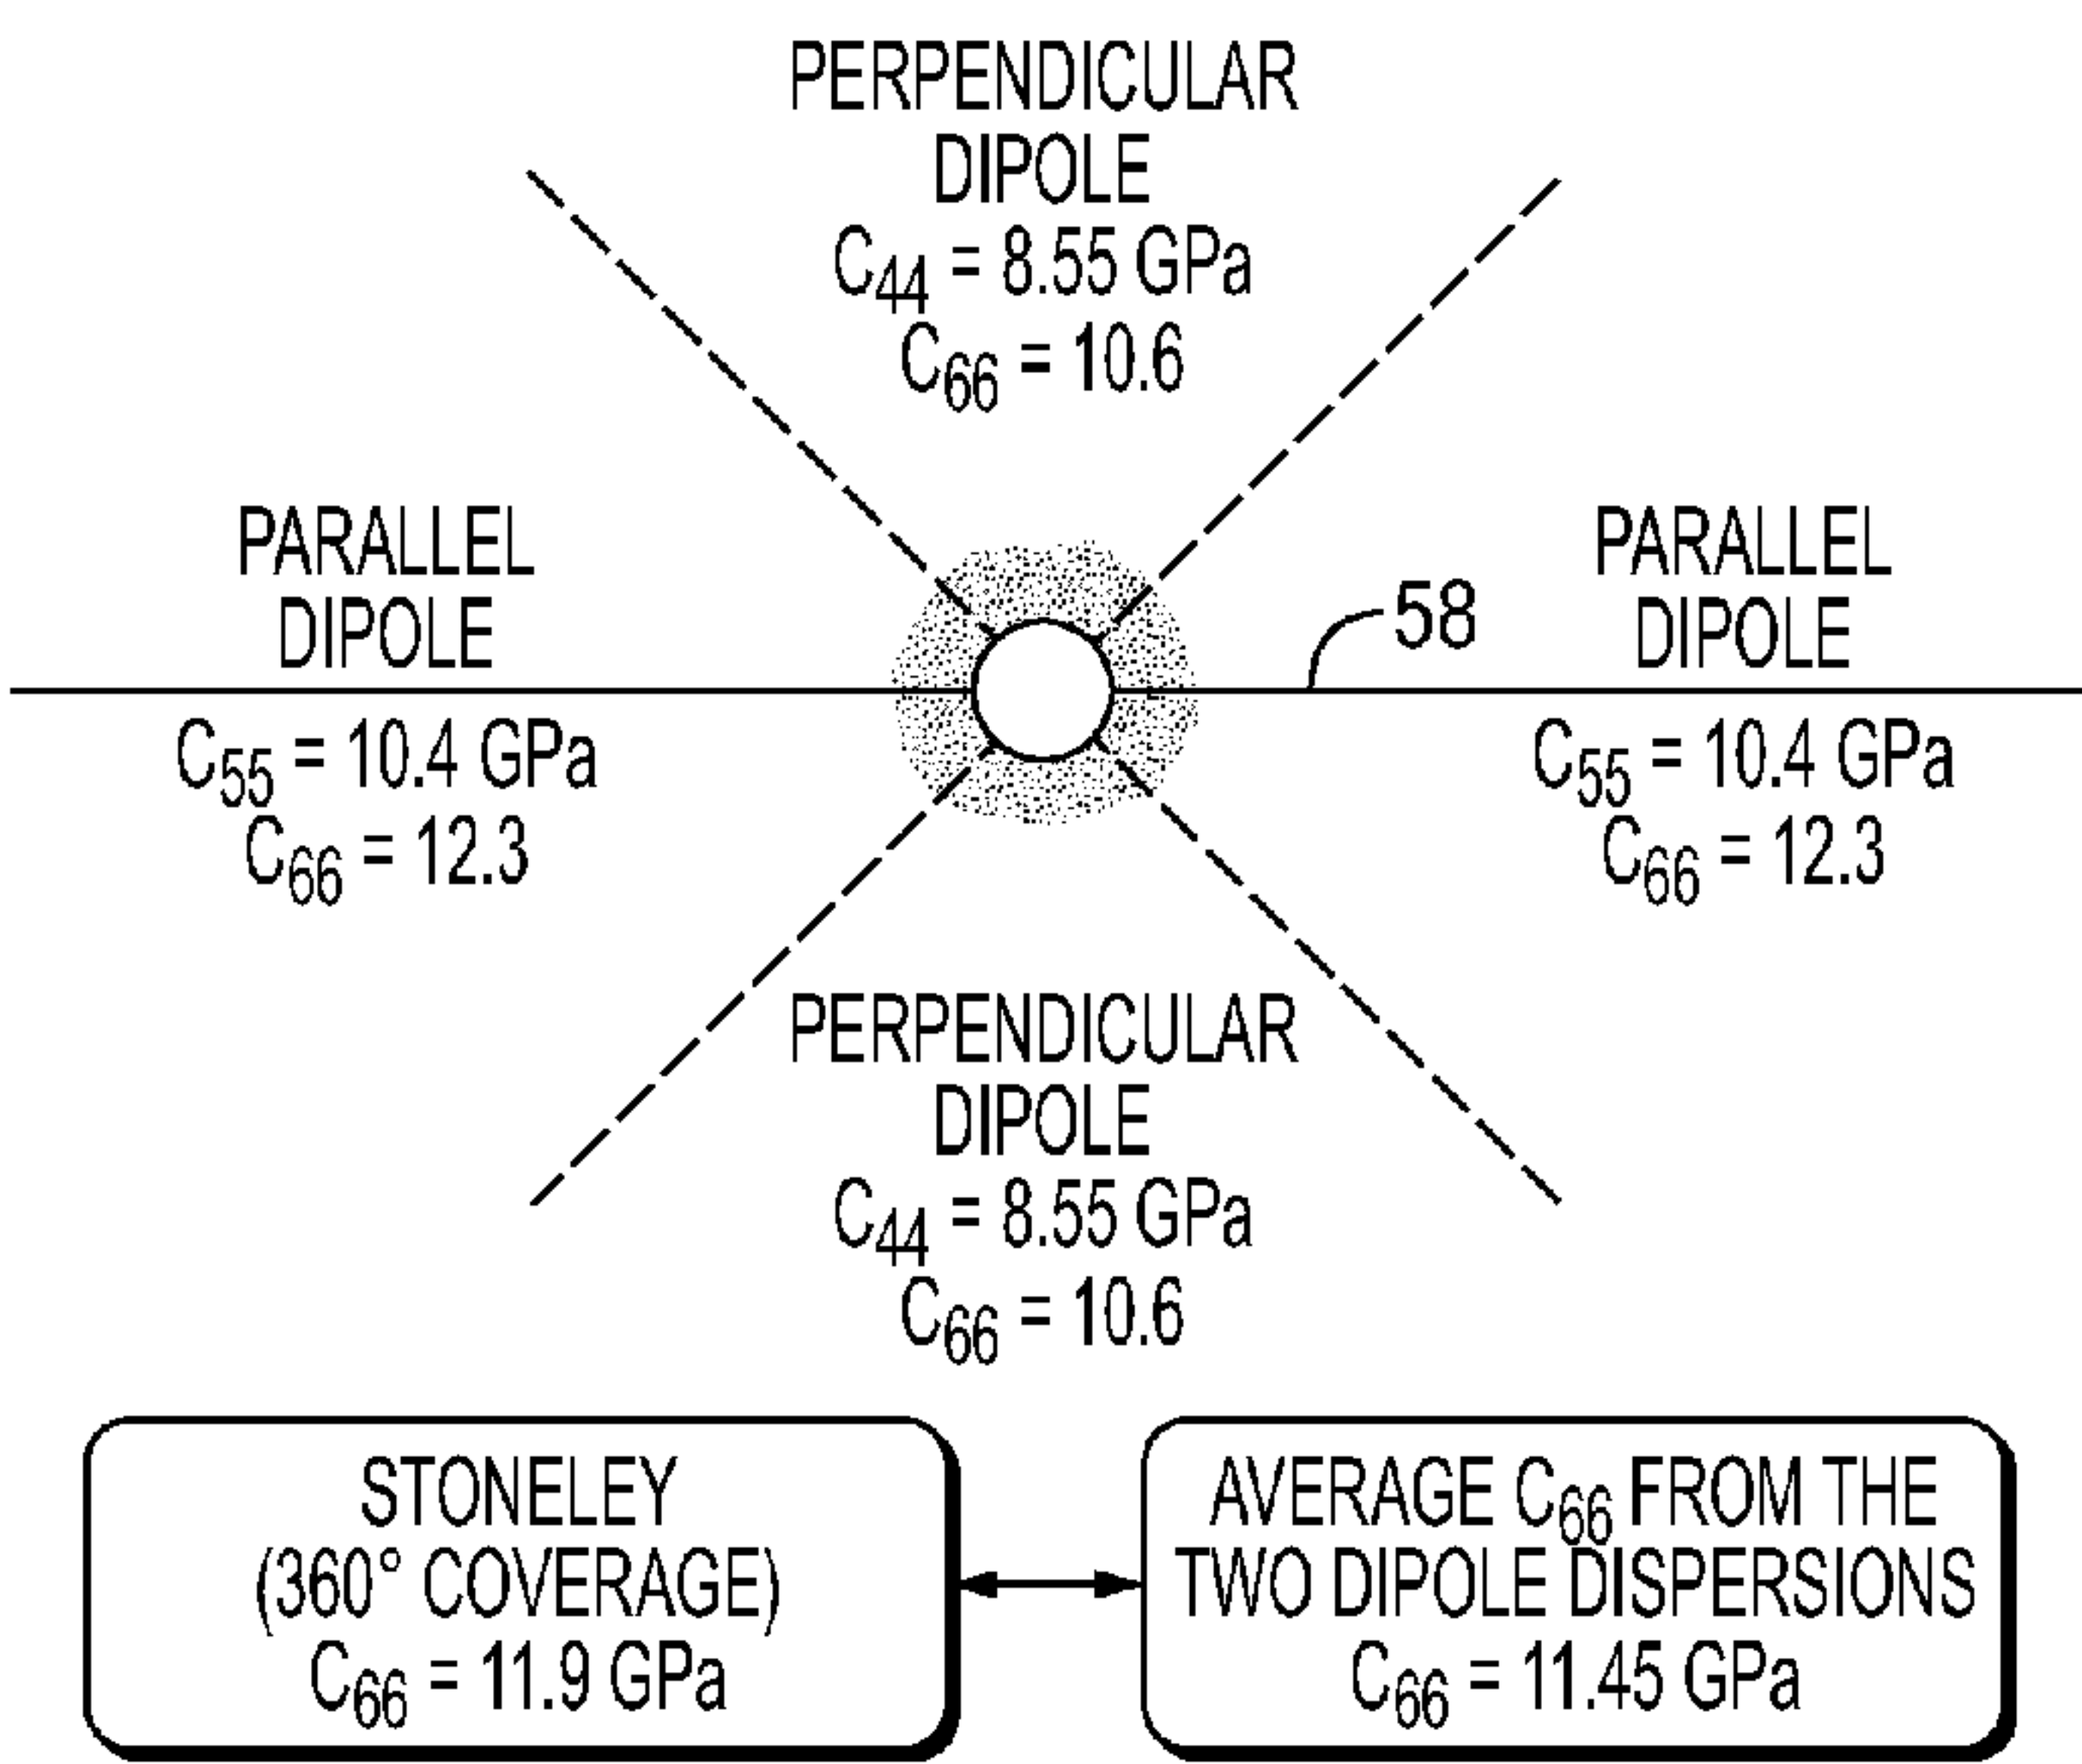 PERPENDICULAR
DIPOLE
C44 = 8.55 GPa
C66 = 10.6
PARALLEL
DIPOLE
C55 = 10.4 GPa
C66 = 12.3
58
PARALLEL
DIPOLE
C55 = 10.4 GPa
C66 = 12.3
PERPENDICULAR
DIPOLE
C44 = 8.55 GPa
C66 = 10.6
STONELEY
(360° COVERAGE)
C66 = 11.9 GPa
AVERAGE C66 FROM THE
TWO DIPOLE DISPERSIONS
C66 = 11.45 GPa